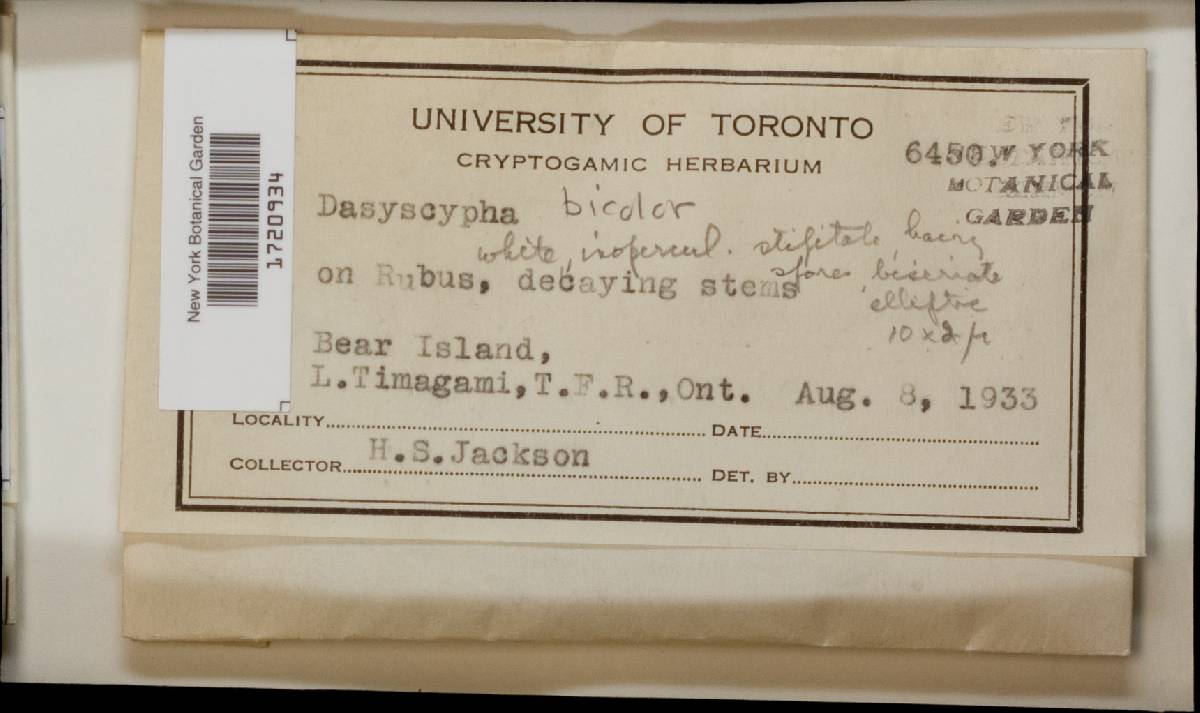 New York Botanical Garden
1720934
UNIVERSITY OF TORONTO
CRYPTOGAMIC HERBARIUM
6450.
NEW YORK
BOTANICAL
GARDEN
Dasyscypha bicolor
white, inopercul. stipitate hairy
on Rubus, decaying stems
spores biseriate
elliptic
10 x 2 µ
Bear Island,
L.Timagami,T.F.R.,Ont. Aug. 8, 1933
LOCALITY DATE
H.S.Jackson
COLLECTOR DET. BY